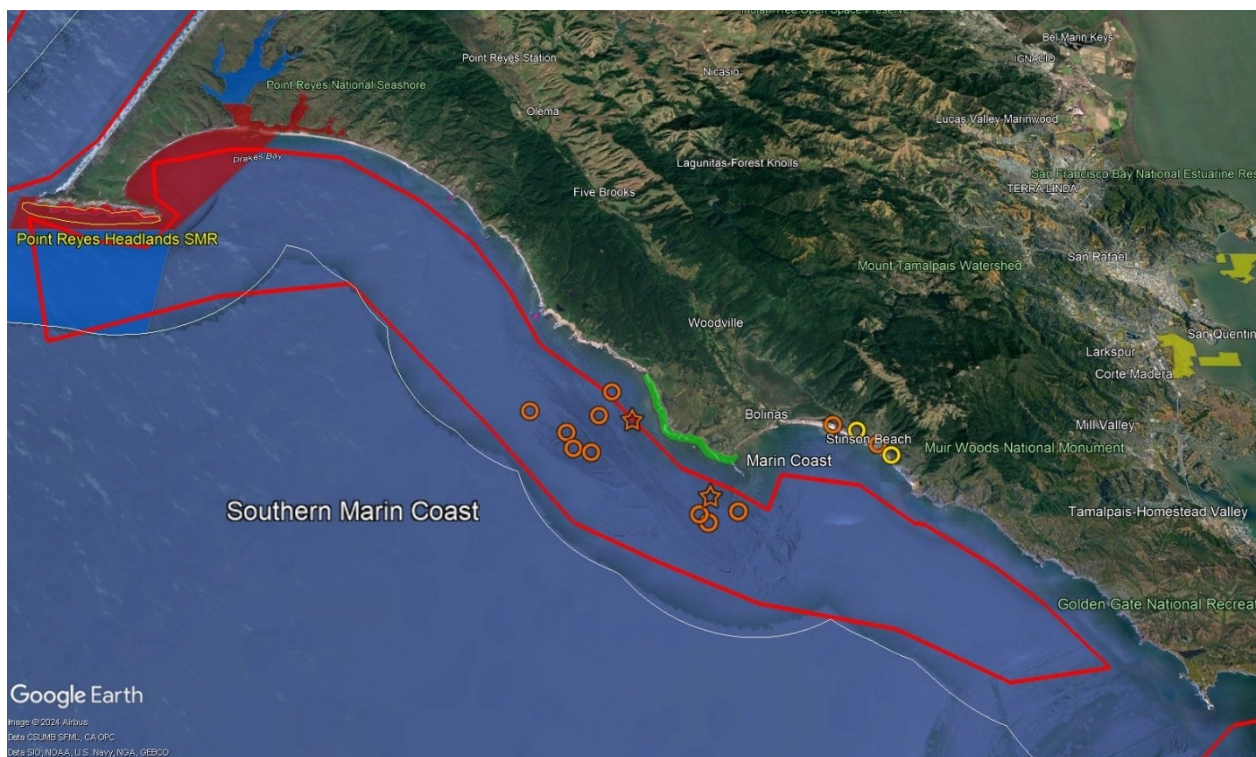 Bel Marin Keys
IGNACIO
Point Reyes Station
Nicasio
Point Reyes National Seashore
Olema
Lucas Valley-Marinwood
Drakes Bay
Lagunitas-Forest Knolls
San Francisco Bay National Estuarine Res
TERRA LINDA
Five Brooks
Point Reyes Headlands SMR
San Rafael
Mount Tamalpais Watershed
Woodville
San Quentin
Larkspur
Corte Madera
Bolinas
Mill Valley
Stinson Beach
Muir Woods National Monument
Marin Coast
Southern Marin Coast
Tamalpais-Homestead Valley
Golden Gate National Recreat
Google Earth
Image © 2024 Airbus
Data CSUMB SFML, CA OPC
Data SIO, NOAA, U.S. Navy, NGA, GEBCO